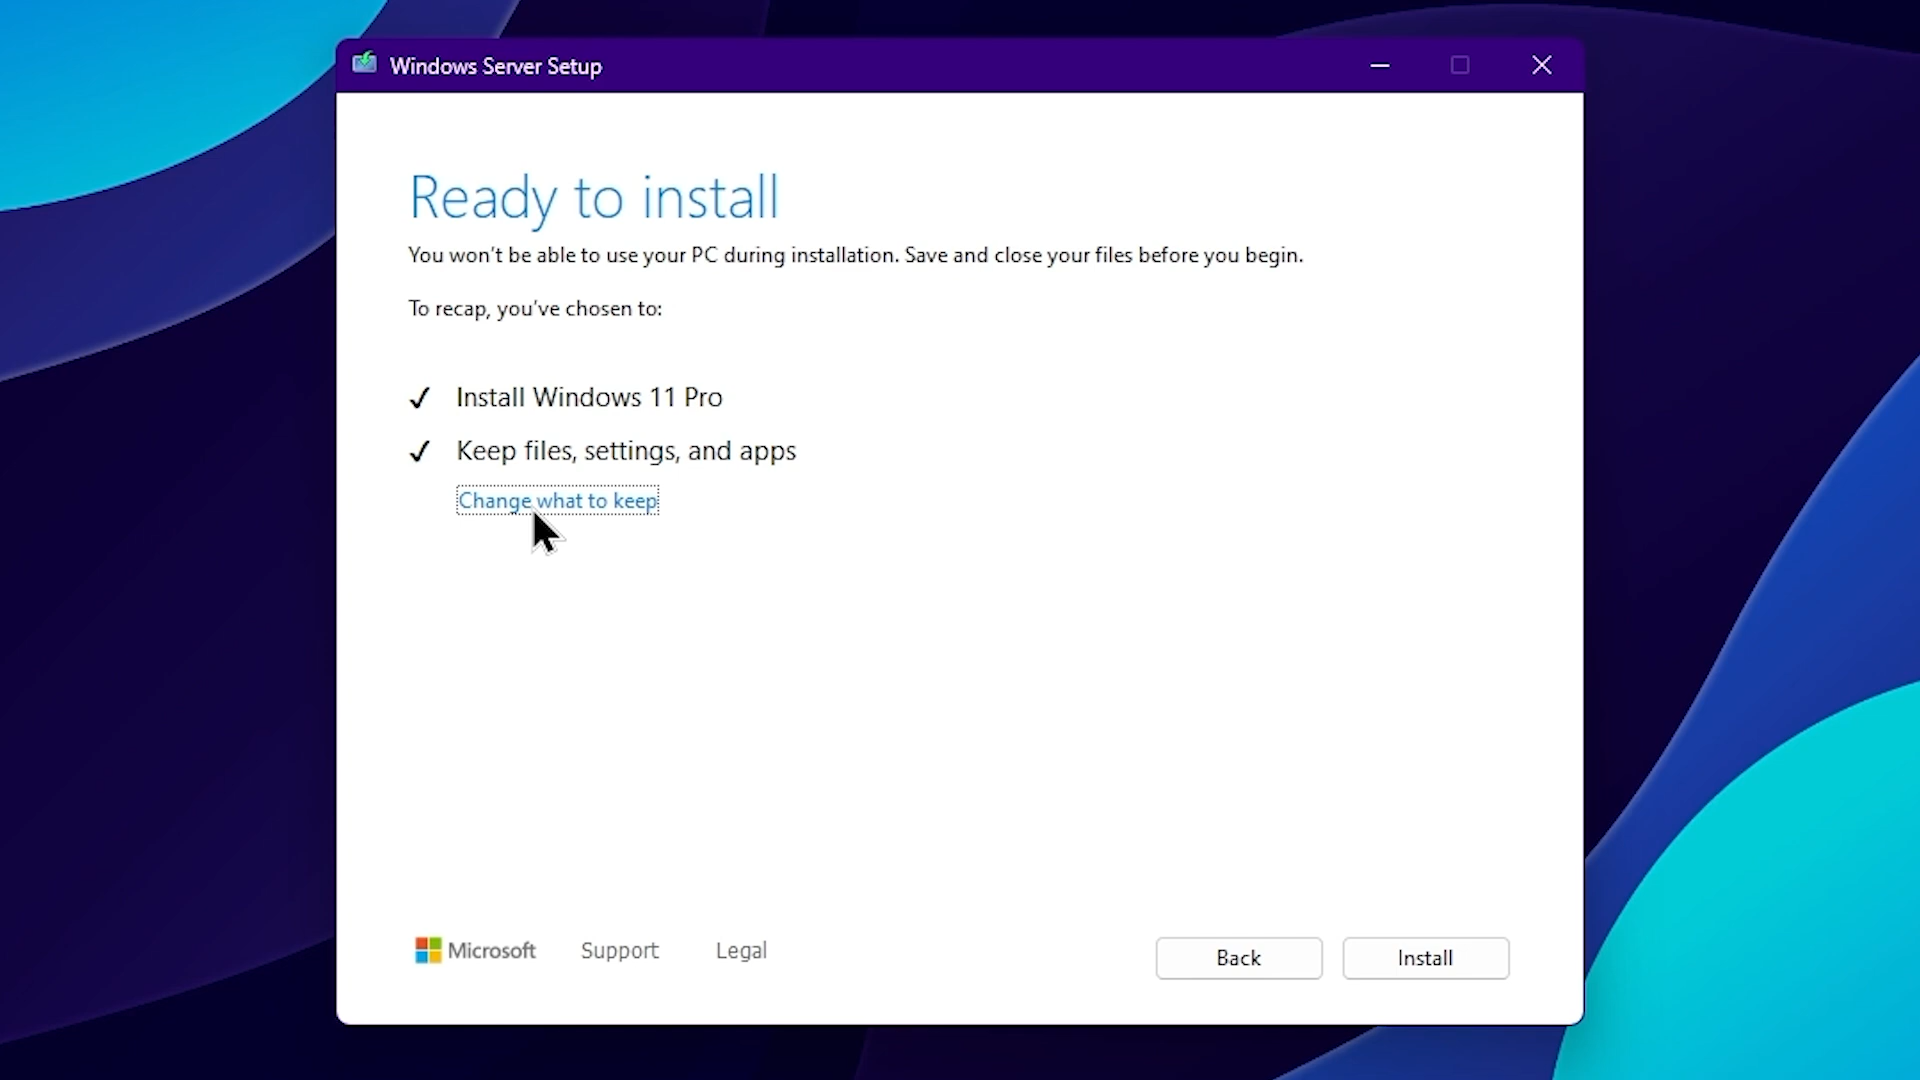 Windows Server Setup
Ready to install
You won't be able to use your PC during installation. Save and close your files before you begin.
To recap, you've chosen to:
✓ Install Windows 11 Pro
✓ Keep files, settings, and apps
Change what to keep
Microsoft Support Legal
Back Install